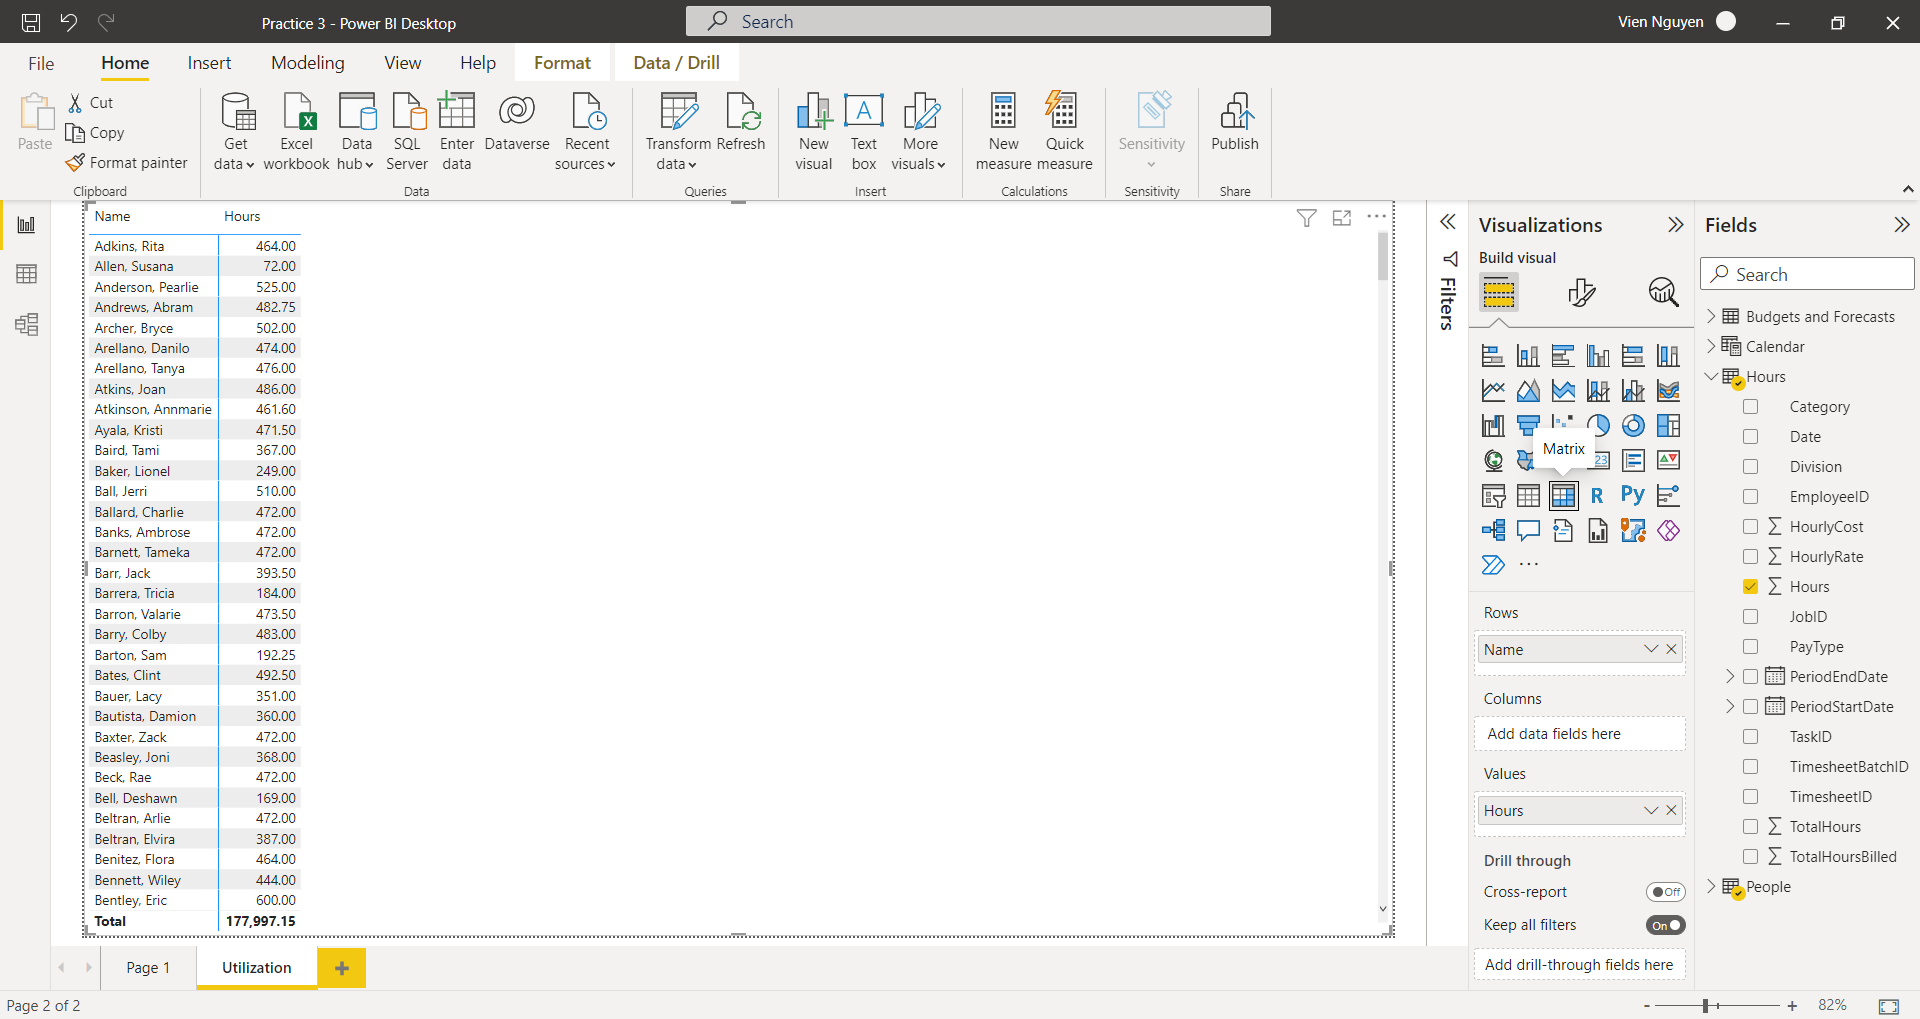 Practice 3 - Power BI Desktop
Search
Vien Nguyen
File Home Insert Modeling View Help Format Data / Drill
Paste
Cut
Copy
Format painter
Clipboard
Get data
Excel workbook
Data hub
SQL Server
Enter data
Dataverse
Recent sources
Data
Transform data
Refresh
Queries
New visual
Text box
More visuals
Insert
New measure
Quick measure
Calculations
Sensitivity
Sensitivity
Publish
Share
Name Hours
Adkins, Rita 464.00
Allen, Susana 72.00
Anderson, Pearlie 525.00
Andrews, Abram 482.75
Archer, Bryce 502.00
Arellano, Danilo 474.00
Arellano, Tanya 476.00
Atkins, Joan 486.00
Atkinson, Annmarie 461.60
Ayala, Kristi 471.50
Baird, Tami 367.00
Baker, Lionel 249.00
Ball, Jerri 510.00
Ballard, Charlie 472.00
Banks, Ambrose 472.00
Barnett, Tameka 472.00
Barr, Jack 393.50
Barrera, Tricia 184.00
Barron, Valarie 473.50
Barry, Colby 483.00
Barton, Sam 192.25
Bates, Clint 492.50
Bauer, Lacy 351.00
Bautista, Damion 360.00
Baxter, Zack 472.00
Beasley, Joni 368.00
Beck, Rae 472.00
Bell, Deshawn 169.00
Beltran, Arlie 472.00
Beltran, Elvira 387.00
Benitez, Flora 464.00
Bennett, Wiley 444.00
Bentley, Eric 600.00
Total 177,997.15
Filters
Visualizations
Build visual
Matrix
123
R
Py
Rows
Name
Columns
Add data fields here
Values
Hours
Drill through
Cross-report Off
Keep all filters On
Add drill-through fields here
Fields
Search
Budgets and Forecasts
Calendar
Hours
Category
Date
Division
EmployeeID
HourlyCost
HourlyRate
Hours
JobID
PayType
PeriodEndDate
PeriodStartDate
TaskID
TimesheetBatchID
TimesheetID
TotalHours
TotalHoursBilled
People
Page 1
Utilization
Page 2 of 2
- + 82%